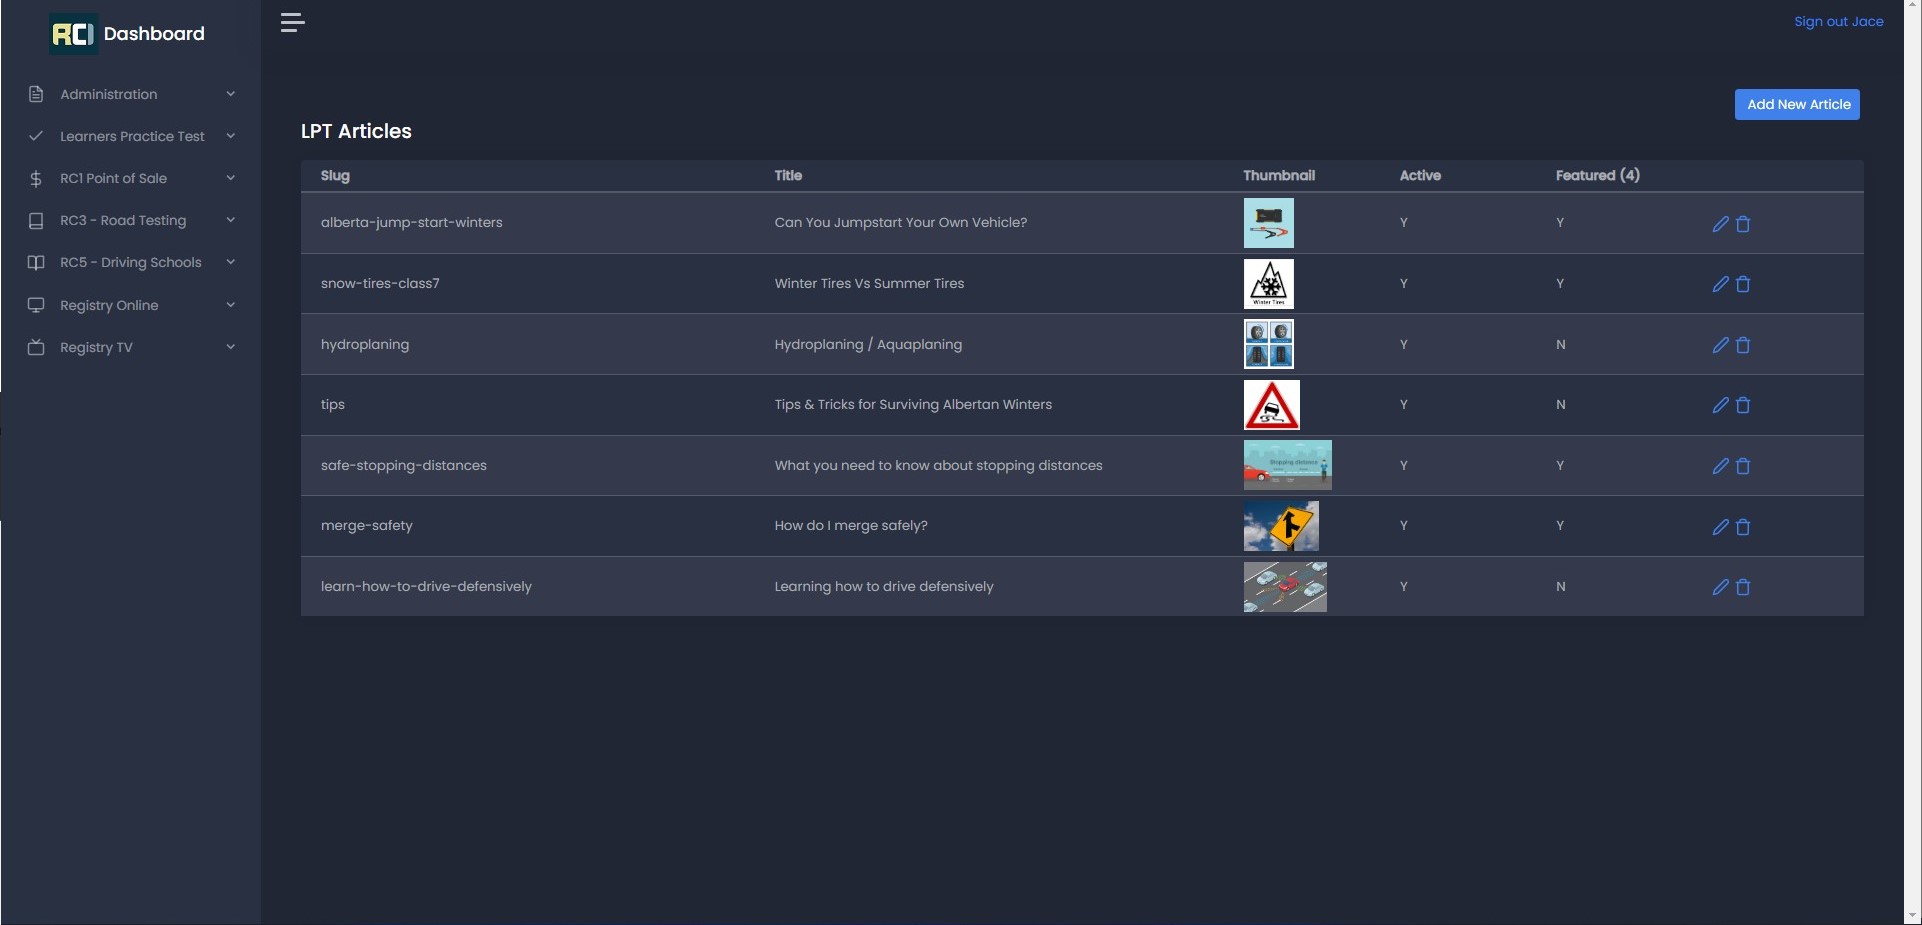 RC1 Dashboard
Sign out Jace
Administration
Learners Practice Test
RC1 Point of Sale
RC3 - Road Testing
RC5 - Driving Schools
Registry Online
Registry TV
Add New Article
LPT Articles
Slug Title Thumbnail Active Featured (4)
alberta-jump-start-winters Can You Jumpstart Your Own Vehicle? Y Y
snow-tires-class7 Winter Tires Vs Summer Tires Winter Tires Y Y
hydroplaning Hydroplaning / Aquaplaning Y N
tips Tips & Tricks for Surviving Albertan Winters Y N
safe-stopping-distances What you need to know about stopping distances Stopping distance Y Y
merge-safety How do I merge safely? Y Y
learn-how-to-drive-defensively Learning how to drive defensively Y N